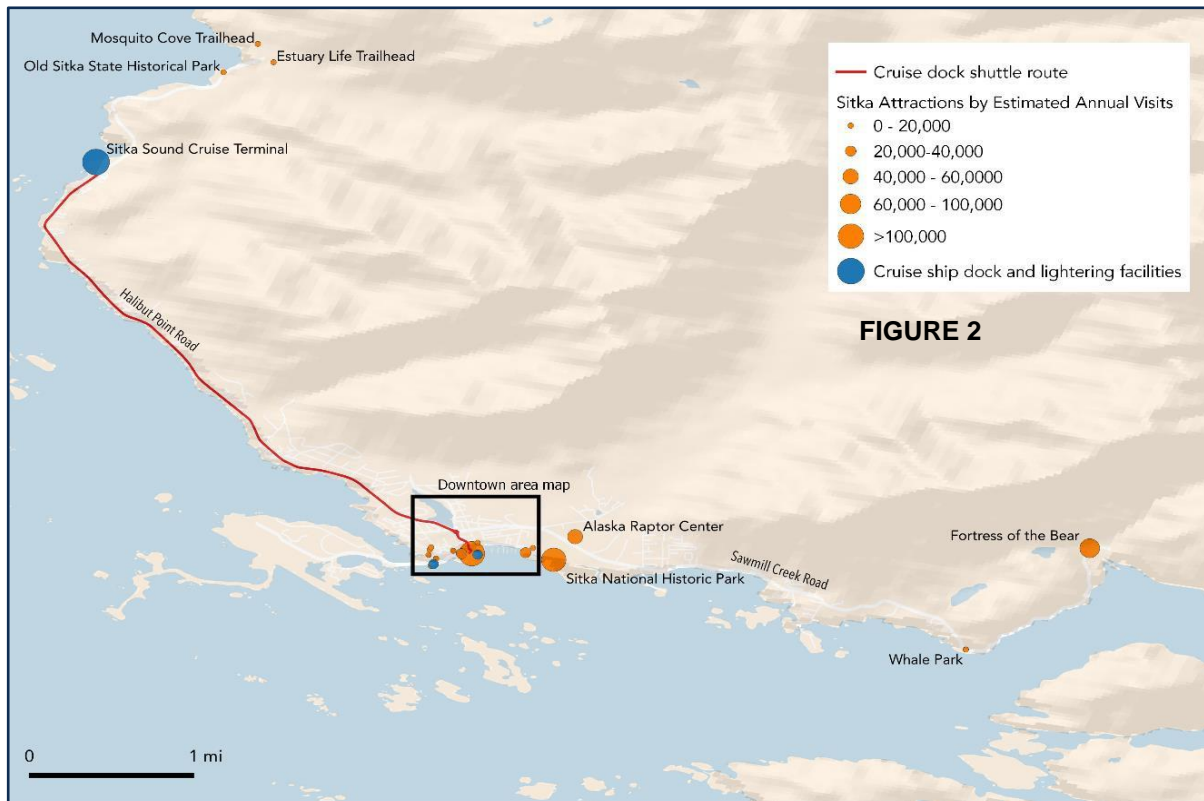 Mosquito Cove Trailhead
Estuary Life Trailhead
Old Sitka State Historical Park
Sitka Sound Cruise Terminal
Cruise dock shuttle route
Sitka Attractions by Estimated Annual Visits
0 - 20,000
20,000-40,000
40,000 - 60,0000
60,000 - 100,000
>100,000
Cruise ship dock and lightering facilities
FIGURE 2
Halibut Point Road
Downtown area map
Alaska Raptor Center
Fortress of the Bear
Sitka National Historic Park
Sawmill Creek Road
Whale Park
0 1 mi